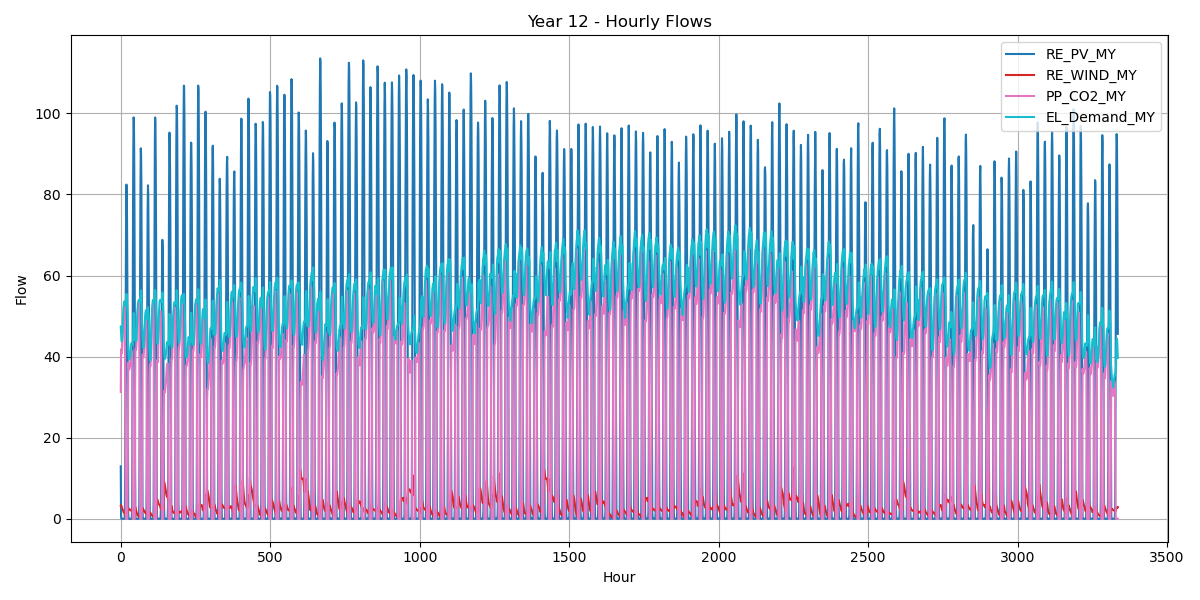 Year 12 - Hourly Flows
RE_PV_MY
RE_WIND_MY
PP_CO2_MY
EL_Demand_MY
Flow
100
80
60
40
20
0
0 500 1000 1500 2000 2500 3000 3500
Hour